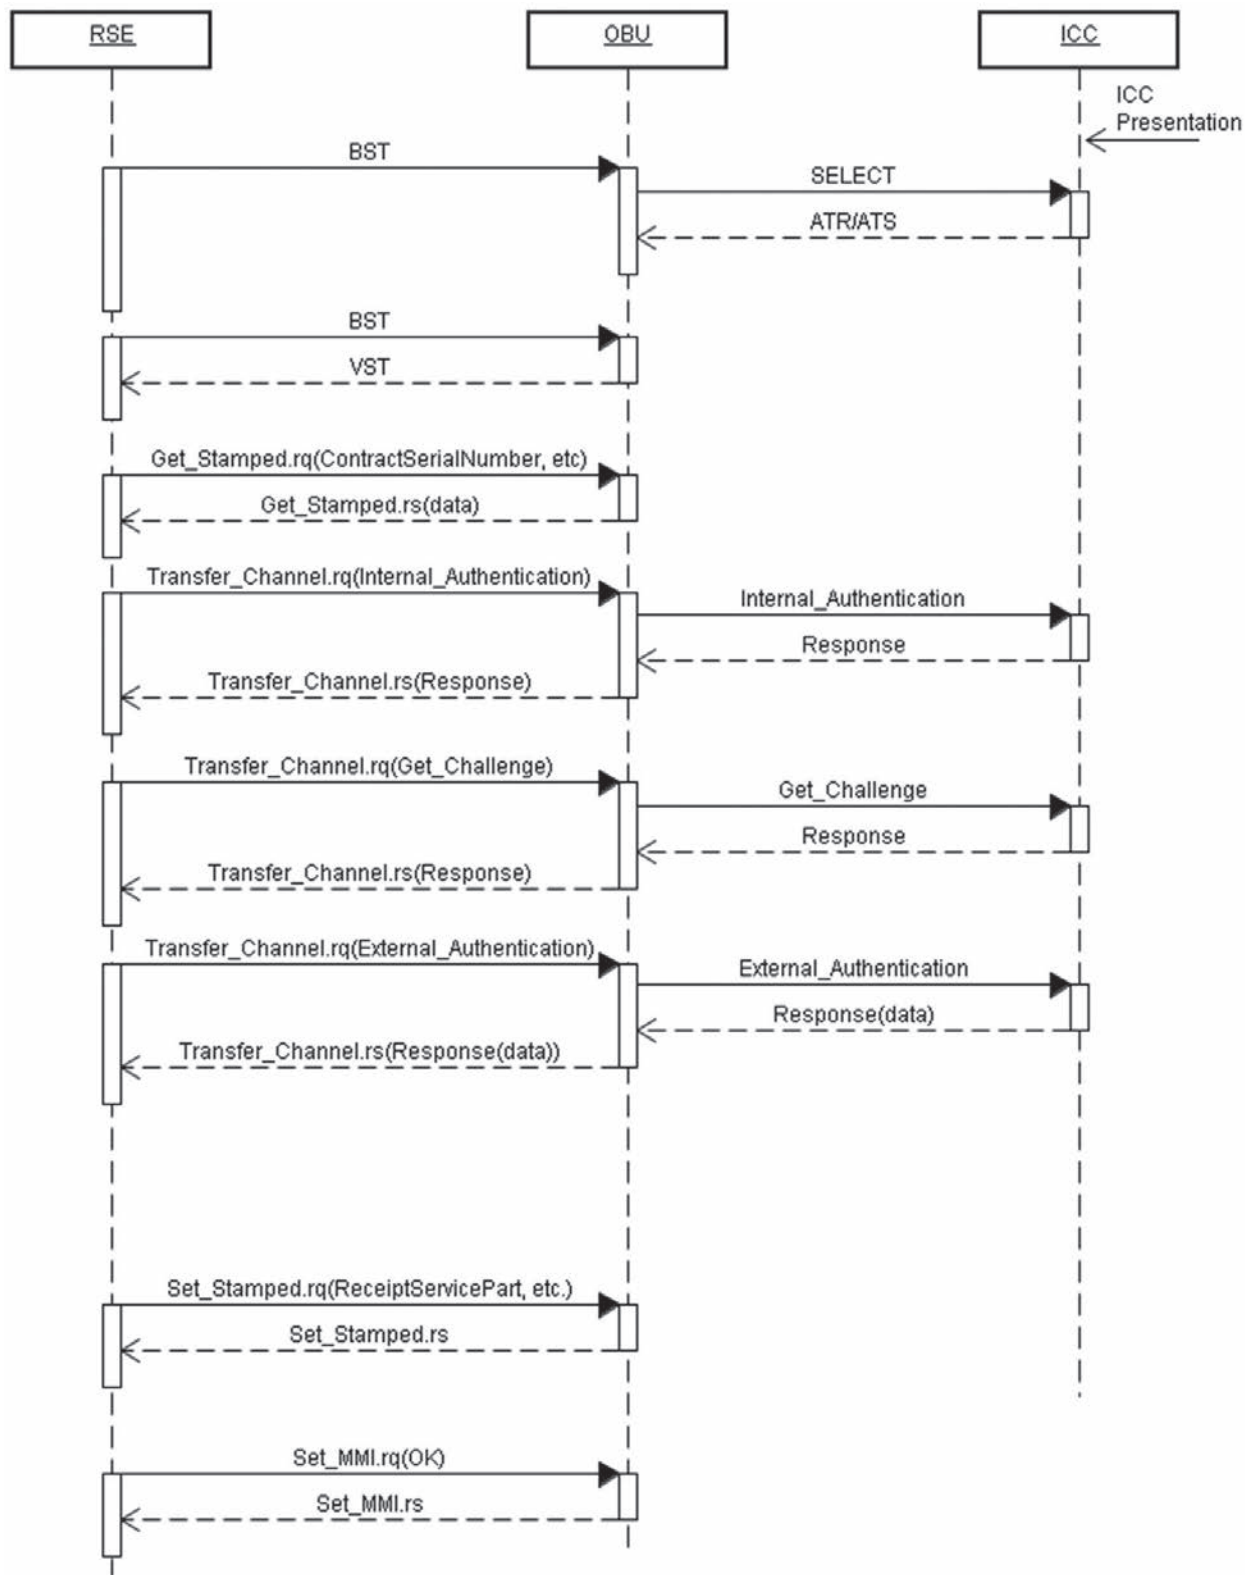 RSE
OBU
ICC
ICC
Presentation
BST
SELECT
ATR/ATS
BST
VST
Get_Stamped.rq(ContractSerialNumber, etc)
Get_Stamped.rs(data)
Transfer_Channel.rq(Internal_Authentication)
Internal_Authentication
Response
Transfer_Channel.rs(Response)
Transfer_Channel.rq(Get_Challenge)
Get_Challenge
Response
Transfer_Channel.rs(Response)
Transfer_Channel.rq(External_Authentication)
External_Authentication
Response(data)
Transfer_Channel.rs(Response(data))
Set_Stamped.rq(ReceiptServicePart, etc.)
Set_Stamped.rs
Set_MMI.rq(OK)
Set_MMI.rs